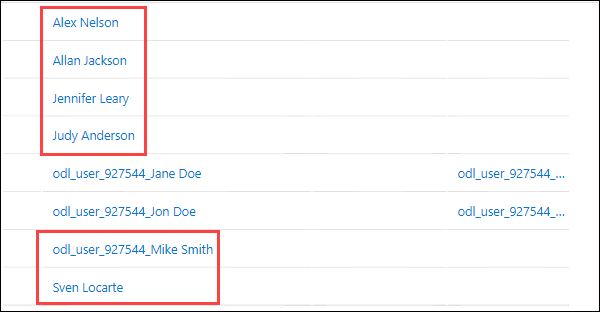 Alex Nelson
Allan Jackson
Jennifer Leary
Judy Anderson
odl_user_927544_Jane Doe odl_user_927544_...
odl_user_927544_Jon Doe odl_user_927544_...
odl_user_927544_Mike Smith
Sven Locarte